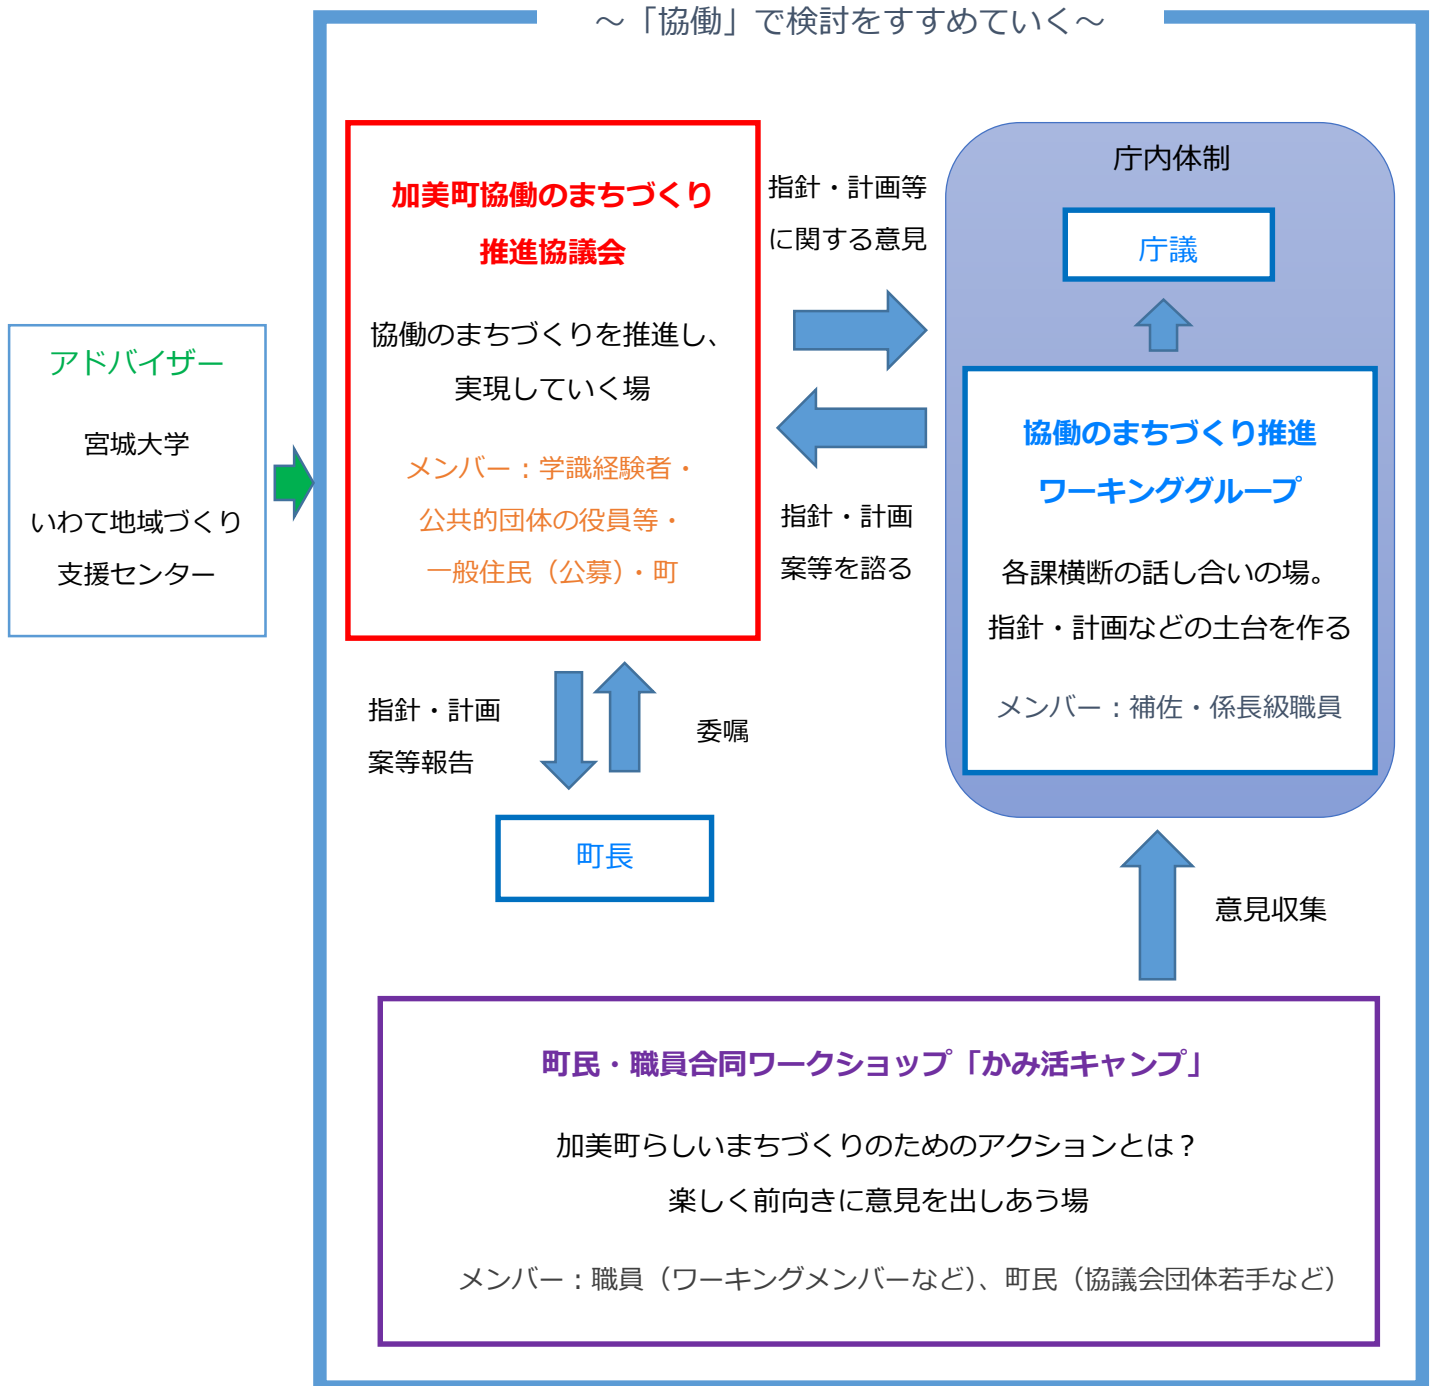 ～「協働」で検討をすすめていく～
アドバイザー
宮城大学
いわて地域づくり
支援センター
加美町協働のまちづくり
推進協議会
協働のまちづくりを推進し、
実現していく場
メンバー：学識経験者・
公共的団体の役員等・
一般住民（公募）・町
指針・計画等
に関する意見
指針・計画
案等を諮る
庁内体制
庁議
協働のまちづくり推進
ワーキンググループ
各課横断の話し合いの場。
指針・計画などの土台を作る
メンバー：補佐・係長級職員
指針・計画
案等報告
委嘱
町長
意見収集
町民・職員合同ワークショップ「かみ活キャンプ」
加美町らしいまちづくりのためのアクションとは？
楽しく前向きに意見を出しあう場
メンバー：職員（ワーキングメンバーなど）、町民（協議会団体若手など）